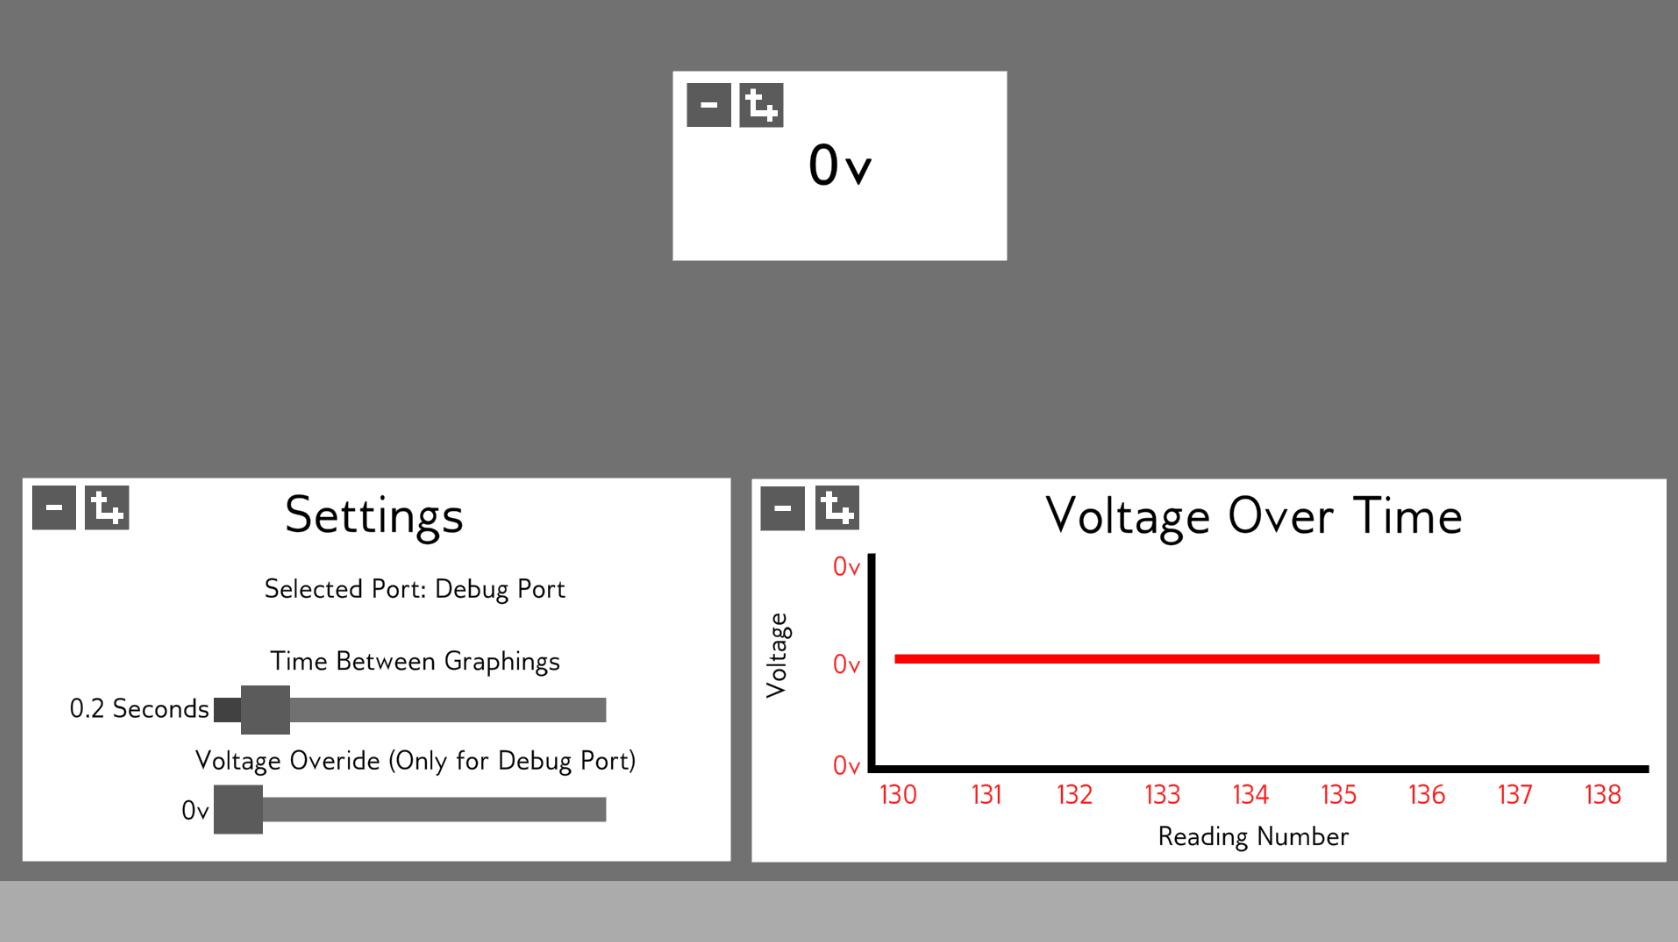 0v
Settings
Selected Port: Debug Port
Time Between Graphings
0.2 Seconds
Voltage Overide (Only for Debug Port)
0v
Voltage Over Time
0v
Voltage
0v
0v
130 131 132 133 134 135 136 137 138
Reading Number